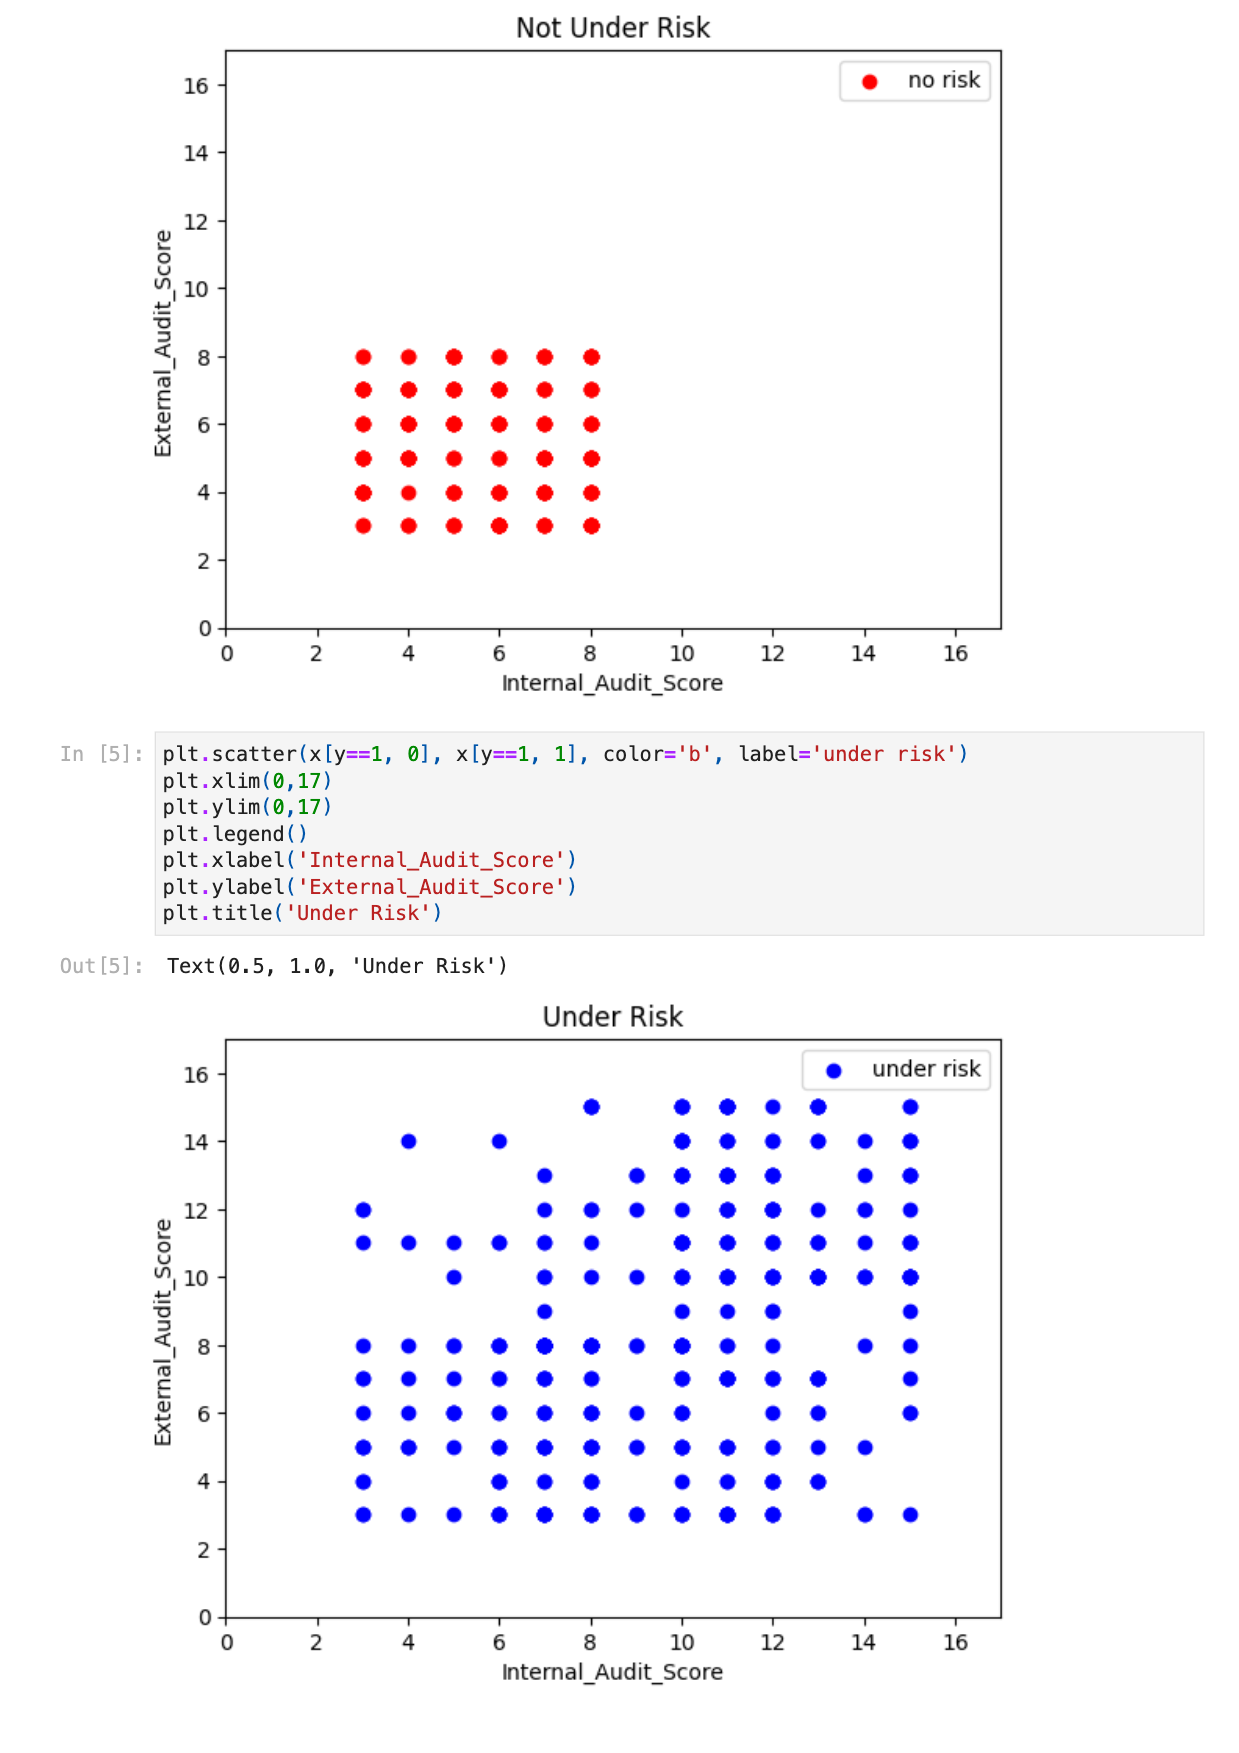 Not Under Risk
no risk
16
14
12
10
8
6
4
2
0
External_Audit_Score
0 2 4 6 8 10 12 14 16
Internal_Audit_Score
In [5]:
plt.scatter(x[y==1, 0], x[y==1, 1], color='b', label='under risk')
plt.xlim(0,17)
plt.ylim(0,17)
plt.legend()
plt.xlabel('Internal_Audit_Score')
plt.ylabel('External_Audit_Score')
plt.title('Under Risk')
Out[5]: Text(0.5, 1.0, 'Under Risk')
Under Risk
under risk
16
14
12
10
8
6
4
2
0
External_Audit_Score
0 2 4 6 8 10 12 14 16
Internal_Audit_Score